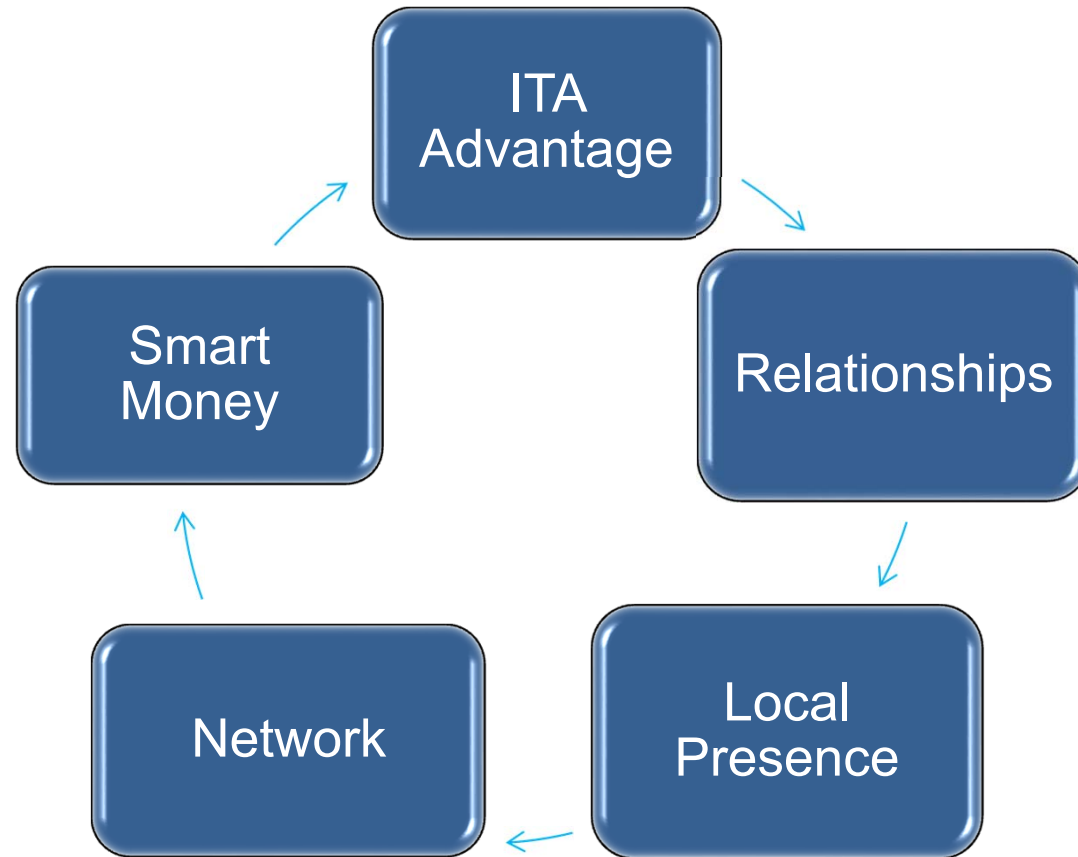 ITA
Advantage
Relationships
Local
Presence
Network
Smart
Money